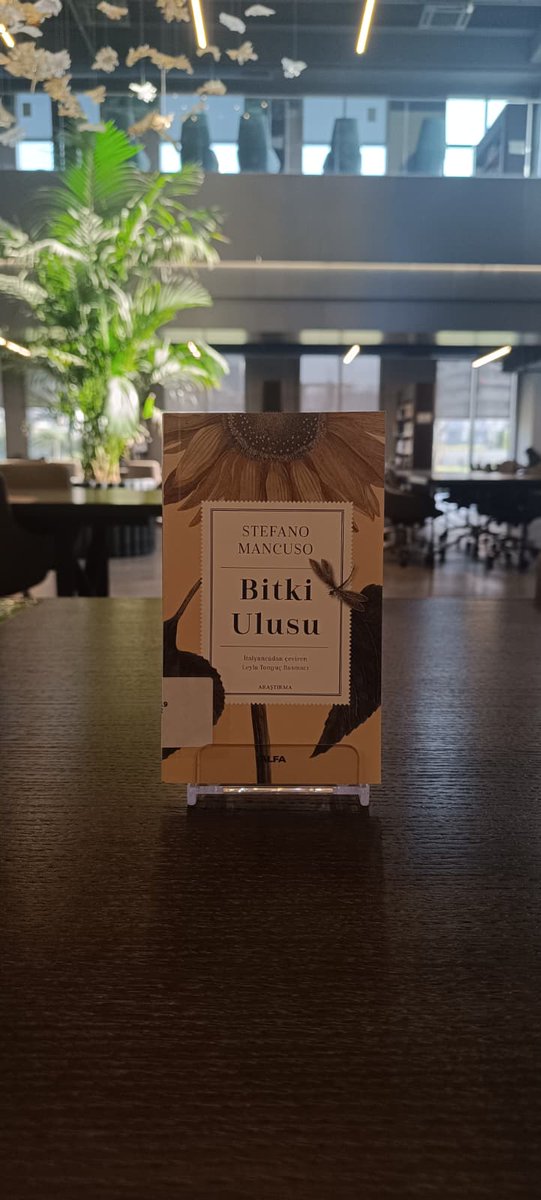 STEFANO
MANCUSO
Bitki
Ulusu
İtalyancadan çeviren
Leyla Tonguç Basmacı
ARAŞTIRMA
ALFA